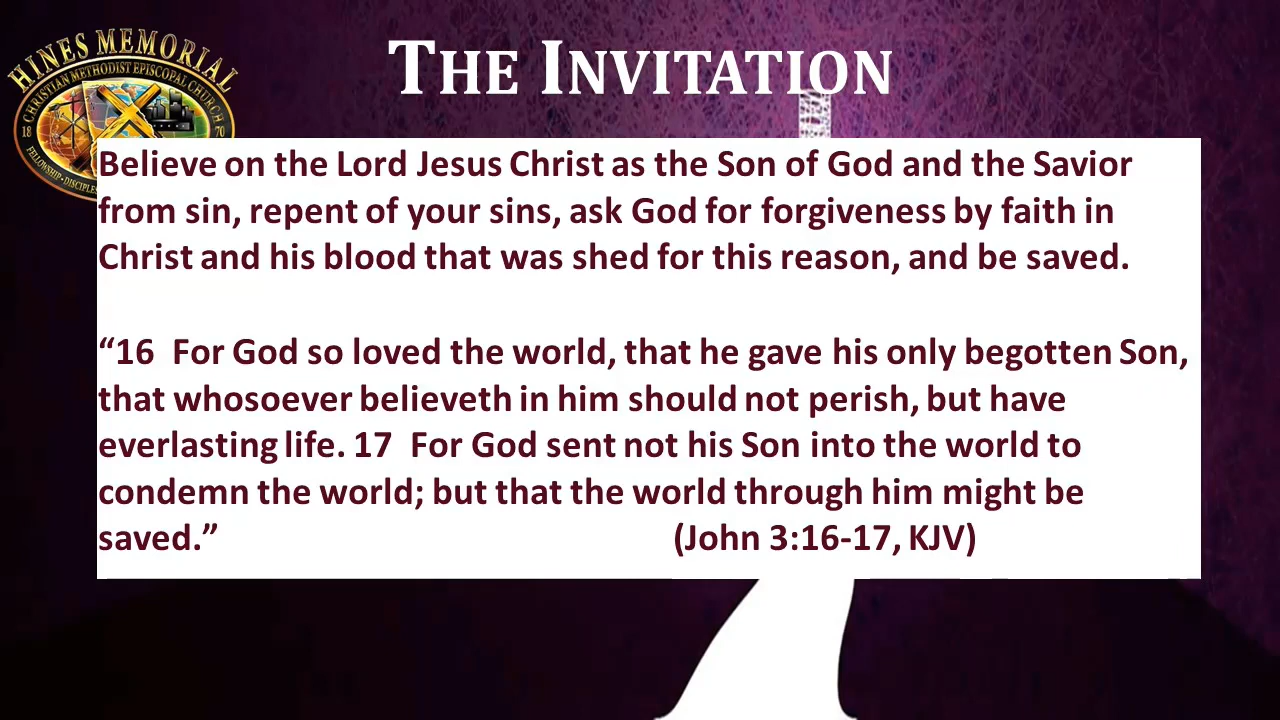 HINES MEMORIAL
CHRISTIAN METHODIST EPISCOPAL CHURCH
18 70
THE INVITATION
Believe on the Lord Jesus Christ as the Son of God and the Savior
from sin, repent of your sins, ask God for forgiveness by faith in
Christ and his blood that was shed for this reason, and be saved.
“16 For God so loved the world, that he gave his only begotten Son,
that whosoever believeth in him should not perish, but have
everlasting life. 17 For God sent not his Son into the world to
condemn the world; but that the world through him might be
saved.” (John 3:16-17, KJV)